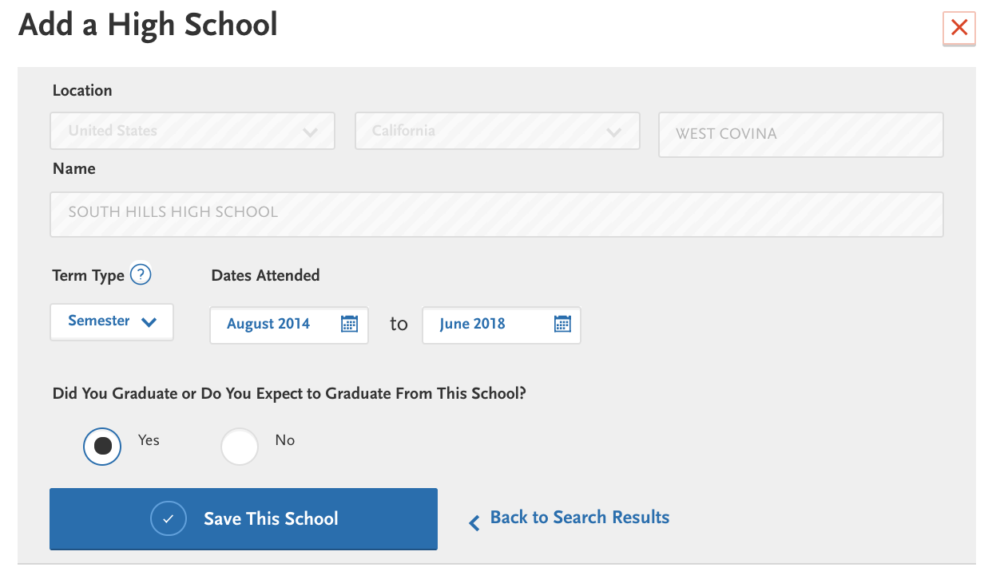 Add a High School
Location
United States
California
WEST COVINA
Name
SOUTH HILLS HIGH SCHOOL
Term Type ?
Dates Attended
Semester
August 2014
to
June 2018
Did You Graduate or Do You Expect to Graduate From This School?
Yes
No
Save This School
Back to Search Results